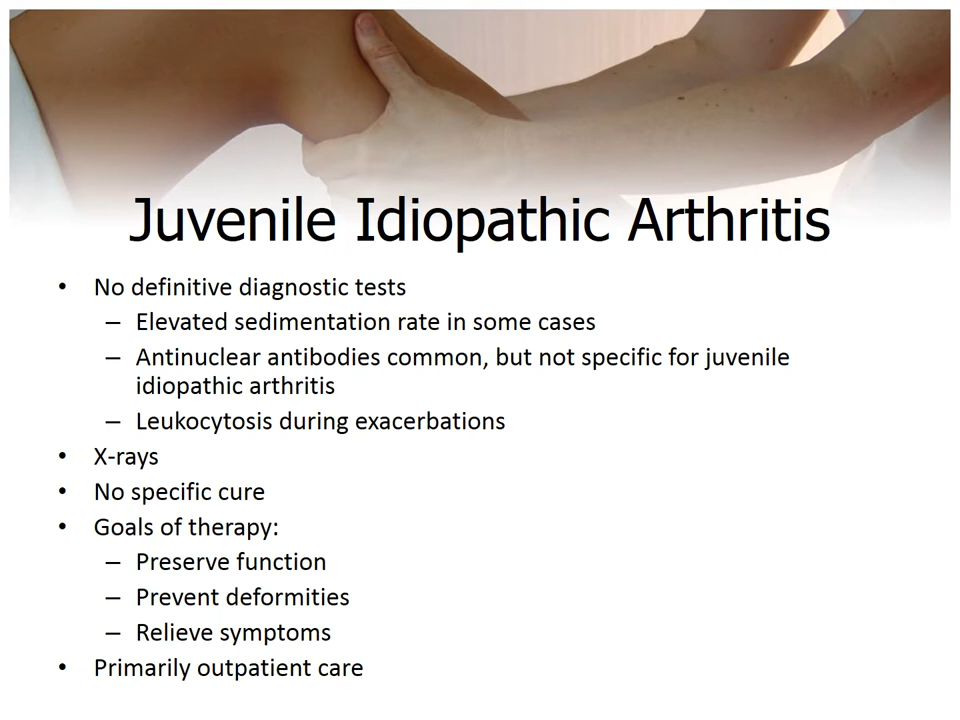 Juvenile Idiopathic Arthritis
• No definitive diagnostic tests
– Elevated sedimentation rate in some cases
– Antinuclear antibodies common, but not specific for juvenile
idiopathic arthritis
– Leukocytosis during exacerbations
• X-rays
• No specific cure
• Goals of therapy:
– Preserve function
– Prevent deformities
– Relieve symptoms
• Primarily outpatient care